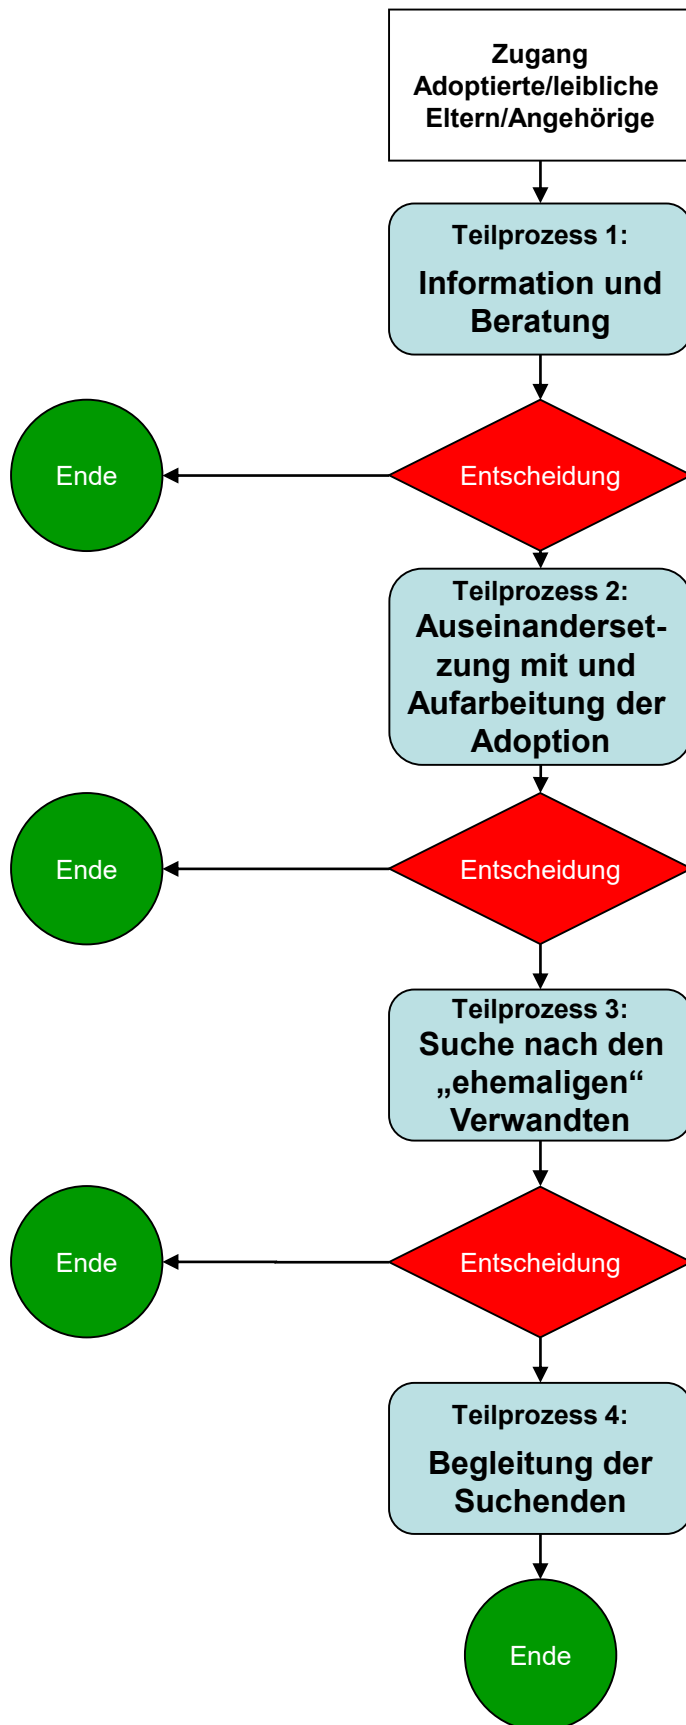 Zugang
Adoptierte/leibliche
Eltern/Angehörige
Teilprozess 1:
Information und
Beratung
Ende
Entscheidung
Teilprozess 2:
Auseinanderset-
zung mit und
Aufarbeitung der
Adoption
Ende
Entscheidung
Teilprozess 3:
Suche nach den
„ehemaligen“
Verwandten
Ende
Entscheidung
Teilprozess 4:
Begleitung der
Suchenden
Ende